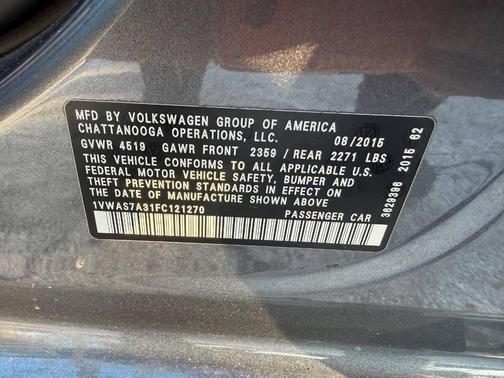 MFD BY VOLKSWAGEN GROUP OF AMERICA
CHATTANOOGA OPERATIONS, LLC. 08/2015
GVWR 4519 GAWR FRONT 2359 / REAR 2271 LBS
THIS VEHICLE CONFORMS TO ALL APPLICABLE U.S.
FEDERAL MOTOR VEHICLE SAFETY, BUMPER AND
THEFT PREVENTION STANDARDS IN EFFECT ON
THE DATE OF MANUFACTURE SHOWN ABOVE
1VWAS7A31FC121270 PASSENGER CAR
3629396 2015 62